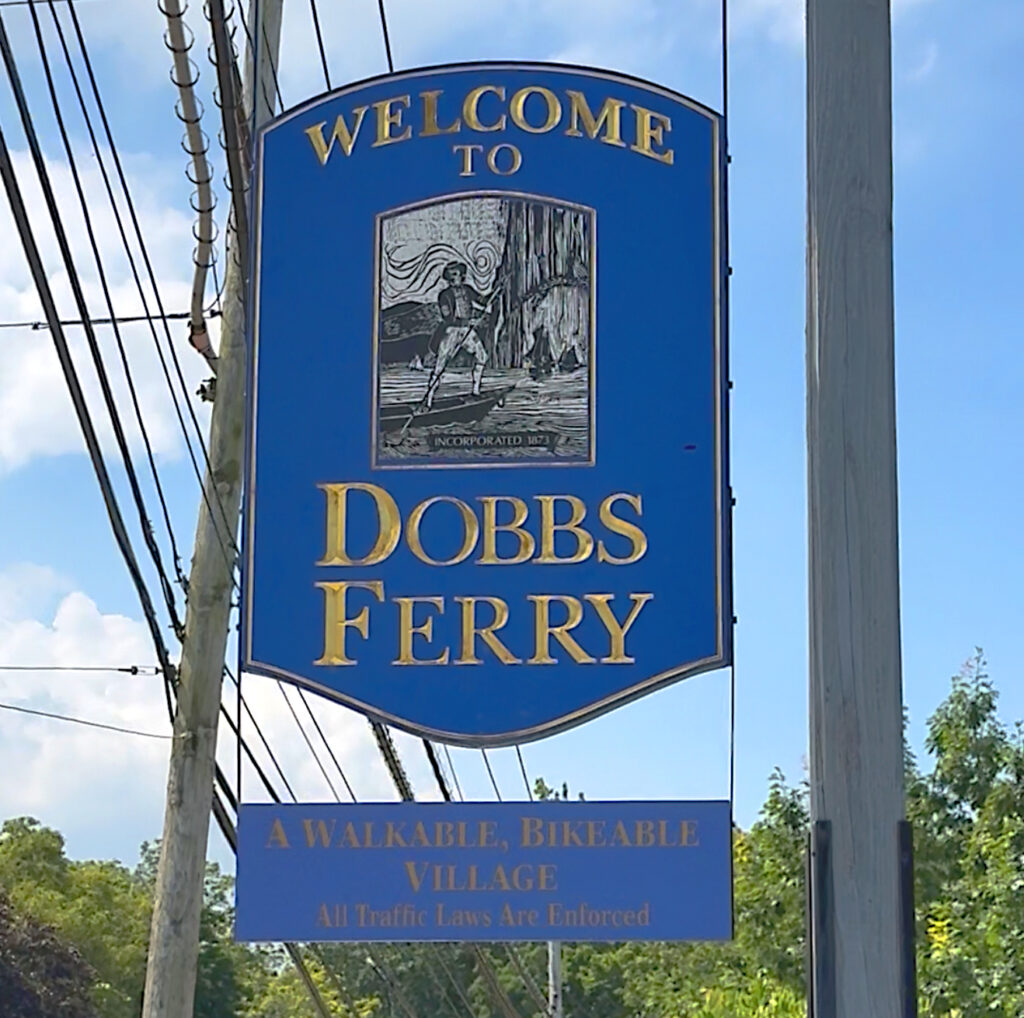 WELCOME
TO
INCORPORATED 1873
DOBBS
FERRY
A WALKABLE, BIKEABLE
VILLAGE
All Traffic Laws Are Enforced